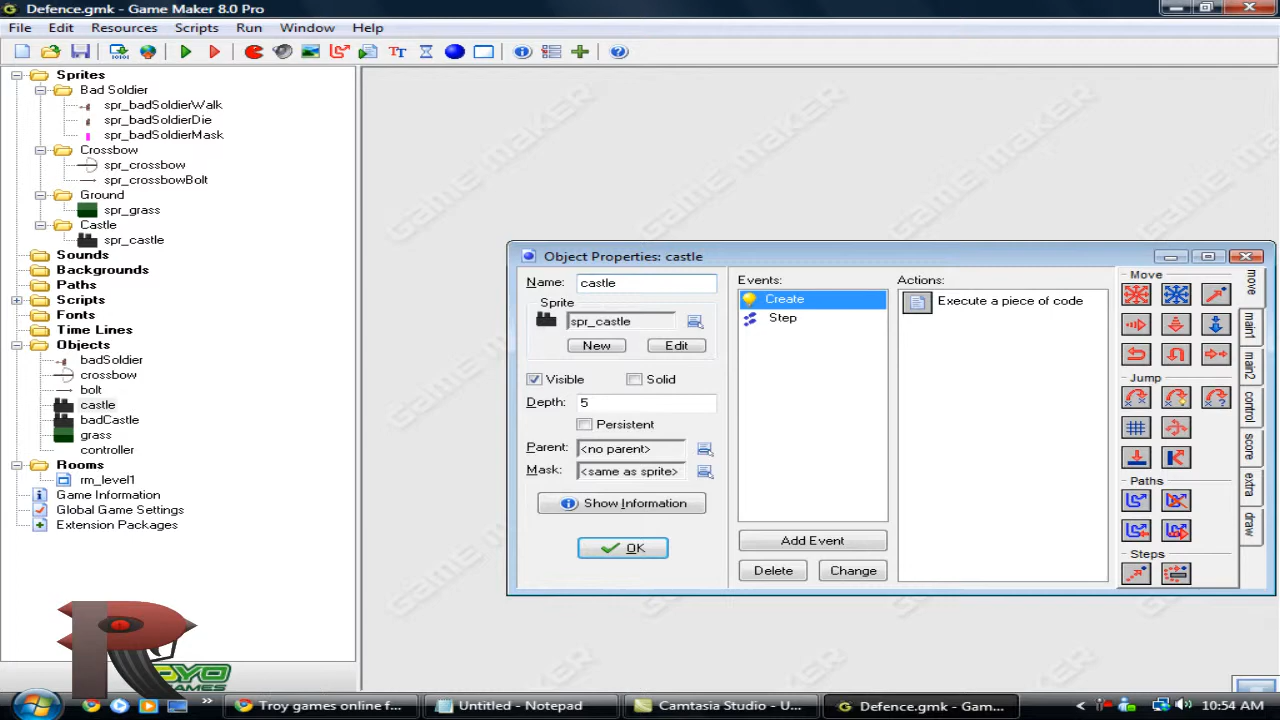 Defence.gmk - Game Maker 8.0 Pro
File Edit Resources Scripts Run Window Help
Sprites
Bad Soldier
spr_badSoldierWalk
spr_badSoldierDie
spr_badSoldierMask
Crossbow
spr_crossbow
spr_crossbowBolt
Ground
spr_grass
Castle
spr_castle
Sounds
Backgrounds
Paths
Scripts
Fonts
Time Lines
Objects
badSoldier
crossbow
bolt
castle
badCastle
grass
controller
Rooms
rm_level1
Game Information
Global Game Settings
Extension Packages
Object Properties: castle
Name: castle
Sprite
spr_castle
New Edit
Visible Solid
Depth: 5
Persistent
Parent: <no parent>
Mask: <same as sprite>
Show Information
OK
Events:
Create
Step
Add Event
Delete Change
Actions:
Execute a piece of code
Move
Jump
Paths
Steps
move
main1
main2
control
score
extra
draw
GAMES
Troy games online f...
Untitled - Notepad
Camtasia Studio - U...
Defence.gmk - Gam...
10:54 AM